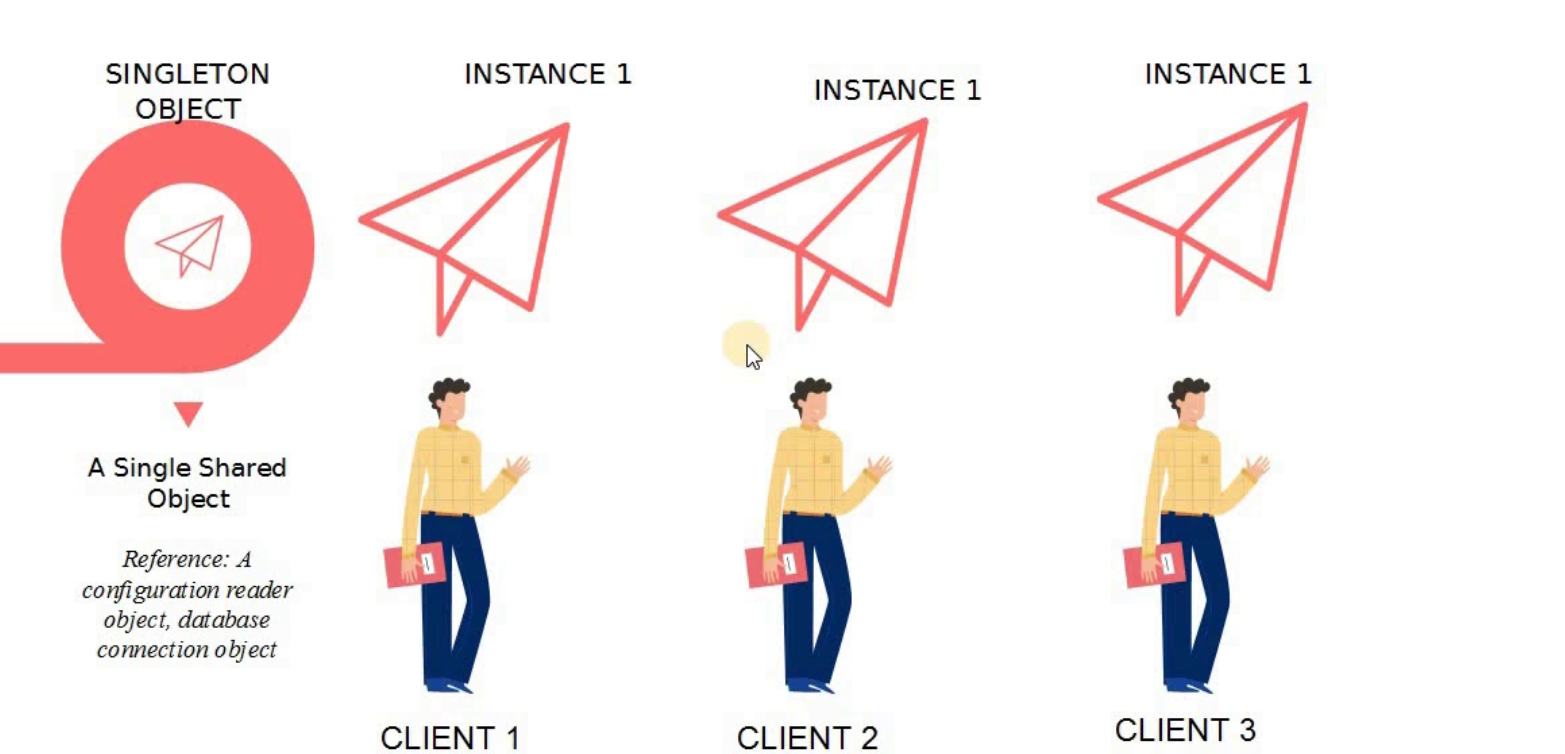 SINGLETON
OBJECT
INSTANCE 1
INSTANCE 1
INSTANCE 1
A Single Shared
Object
Reference: A
configuration reader
object, database
connection object
CLIENT 1
CLIENT 2
CLIENT 3